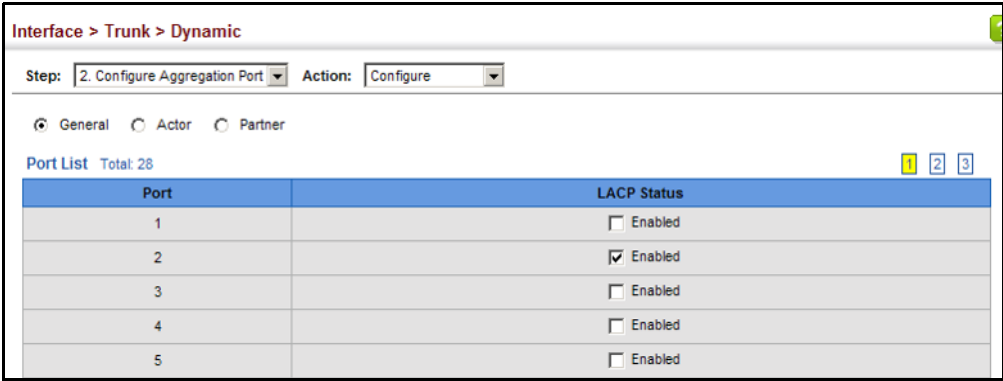 Interface > Trunk > Dynamic
Step: 2. Configure Aggregation Port Action: Configure
General Actor Partner
Port List Total: 28 1 2 3
Port LACP Status
1 Enabled
2 Enabled
3 Enabled
4 Enabled
5 Enabled